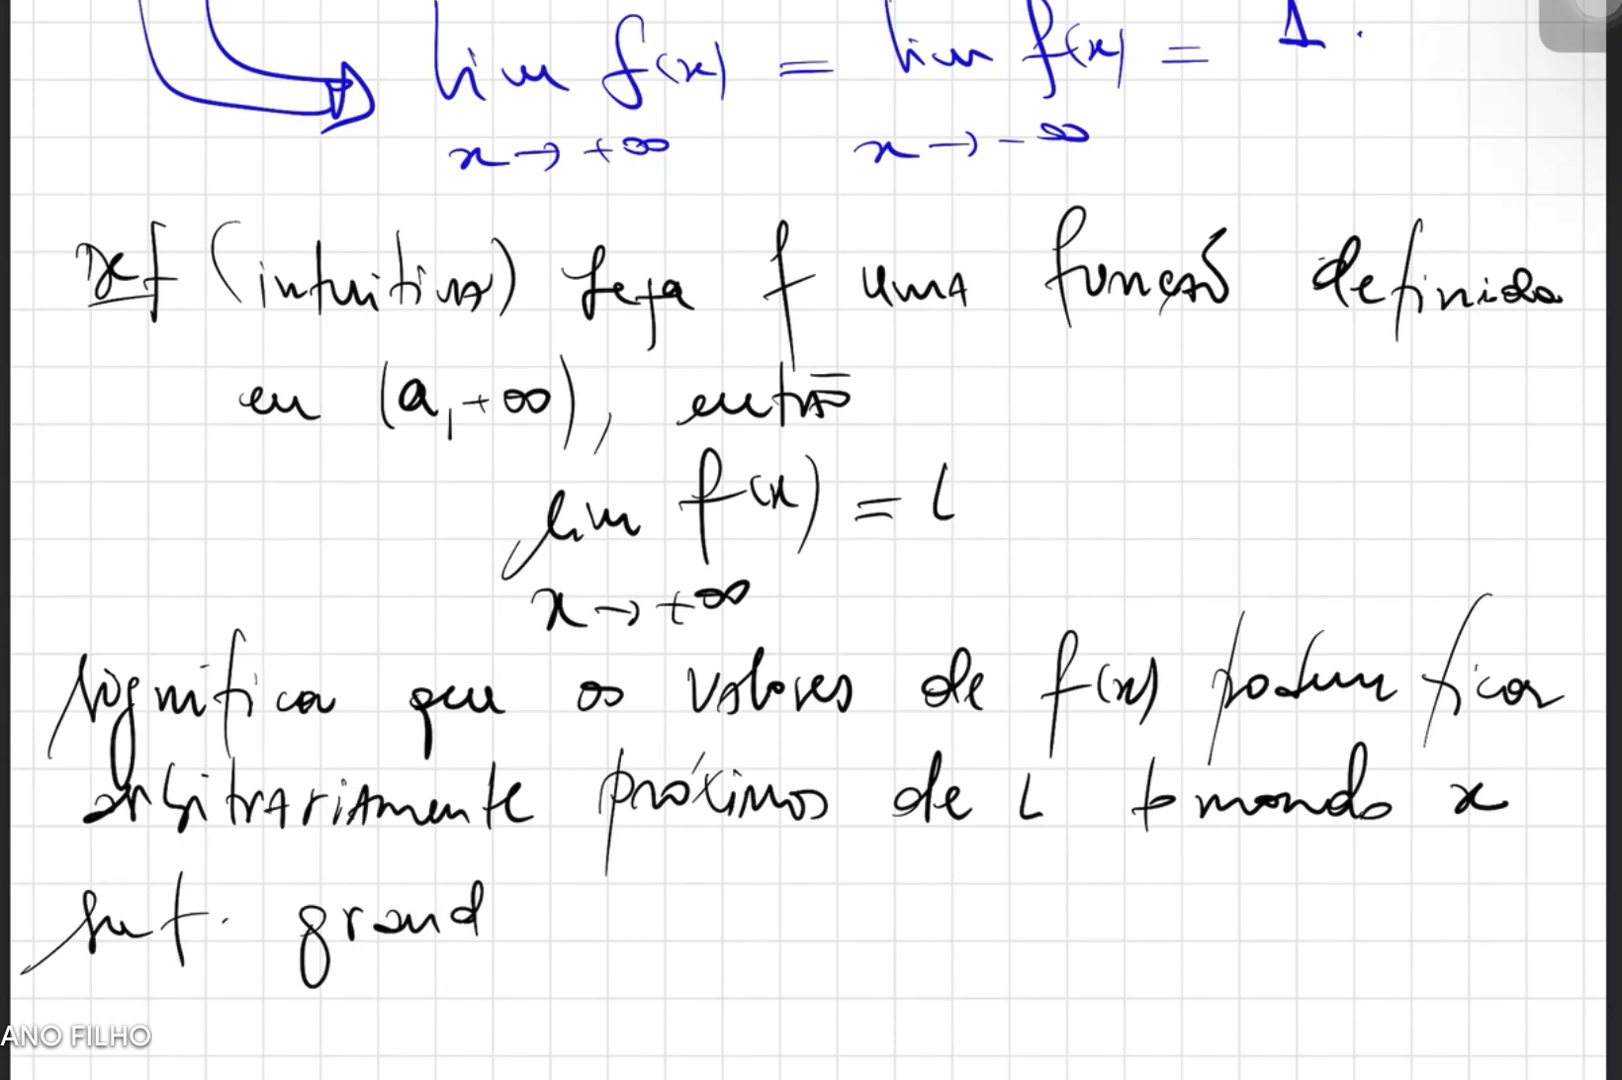 lim f(x) = lim f(x) = 1.
x → +∞ x → -∞
Def (intuitiva) Seja f uma função definida
em (a, +∞), então
lim f(x) = L
x → +∞
significa que os valores de f(x) podem ficar
arbitrariamente próximos de L tomando x
suf. grand
ANO FILHO